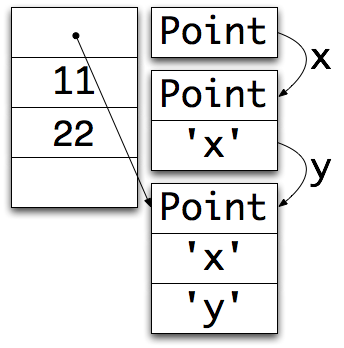 11
22
Point
x
Point
'x'
y
Point
'x'
'y'